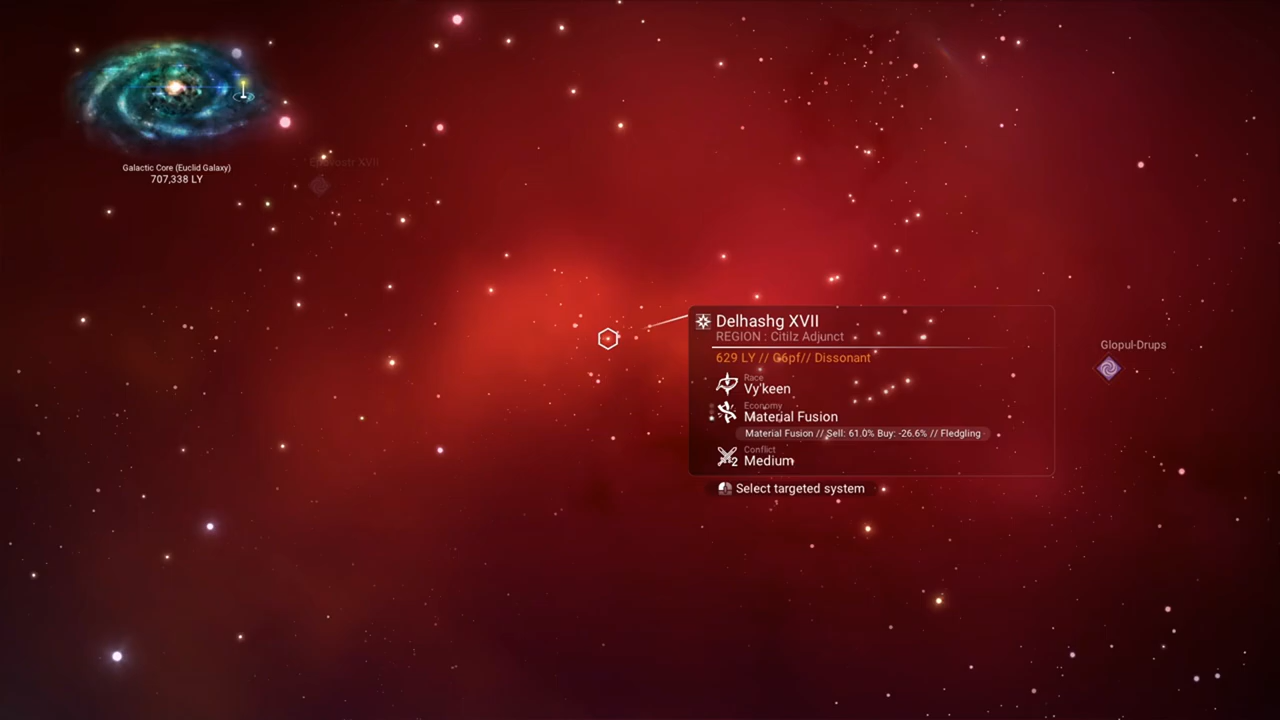 Galactic Core (Euclid Galaxy)
707,338 LY
Delhashg XVII
REGION : Citilz Adjunct
629 LY // G6pf// Dissonant
Race
Vy'keen
Economy
Material Fusion
Material Fusion // Sell: 61.0% Buy: -26.6% // Fledgling
Conflict
2
Medium
Select targeted system
Glopul-Drups
XVII